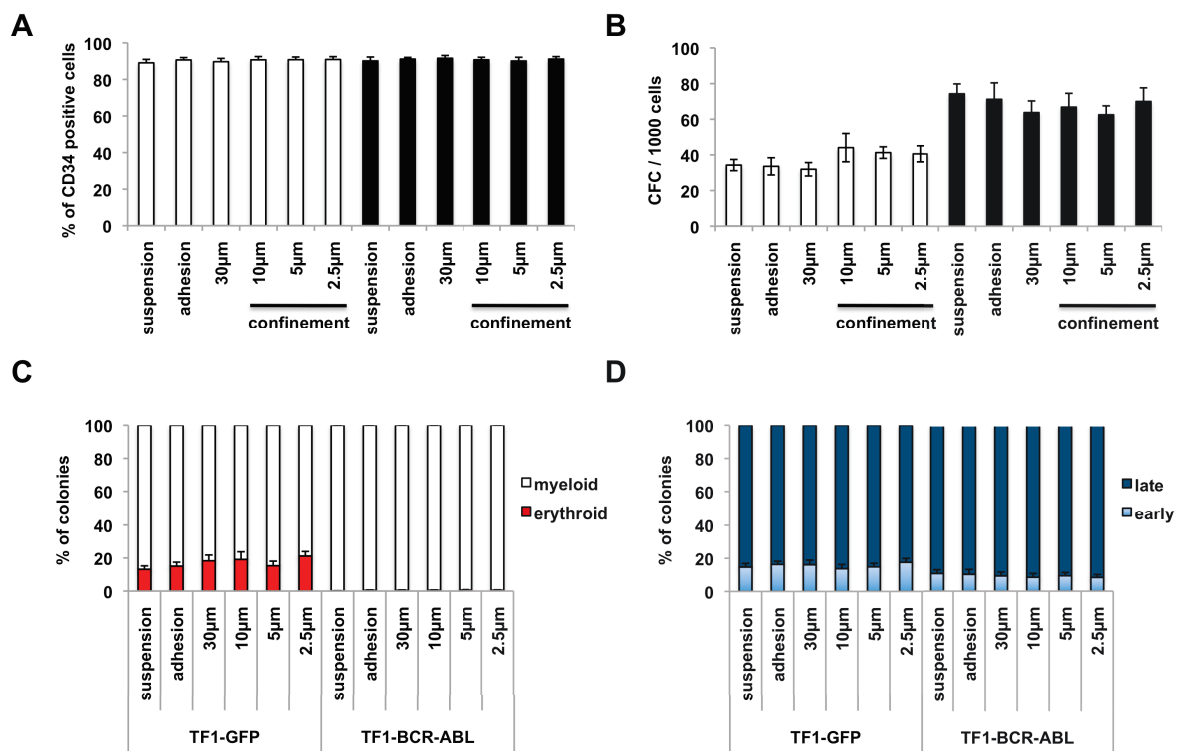 A
% of CD34 positive cells
100
80
60
40
20
0
suspension
adhesion
30µm
10µm
5µm
2.5µm
suspension
adhesion
30µm
10µm
5µm
2.5µm
confinement
confinement
B
CFC / 1000 cells
100
80
60
40
20
0
suspension
adhesion
30µm
10µm
5µm
2.5µm
suspension
adhesion
30µm
10µm
5µm
2.5µm
confinement
confinement
C
% of colonies
100
80
60
40
20
0
myeloid
erythroid
suspension
adhesion
30µm
10µm
5µm
2.5µm
suspension
adhesion
30µm
10µm
5µm
2.5µm
TF1-GFP
TF1-BCR-ABL
D
% of colonies
100
80
60
40
20
0
late
early
suspension
adhesion
30µm
10µm
5µm
2.5µm
suspension
adhesion
30µm
10µm
5µm
2.5µm
TF1-GFP
TF1-BCR-ABL